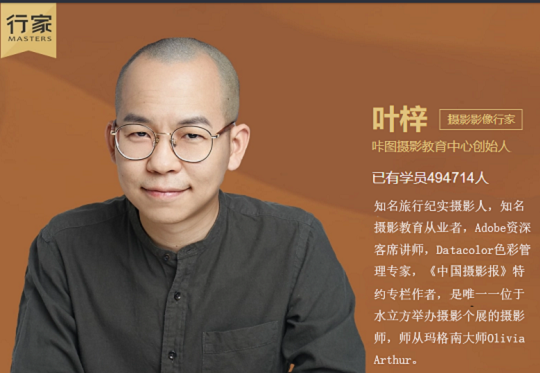 行家
MASTERS
叶梓
摄影影像行家
咔图摄影教育中心创始人
已有学员494714人
知名旅行纪实摄影人，知名
摄影教育从业者，Adobe资深
客席讲师，Datacolor色彩
管理专家，《中国摄影报》特
约专栏作者，是唯一一位于
水立方举办摄影个展的摄影
师，师从玛格南大师Olivia
Arthur。